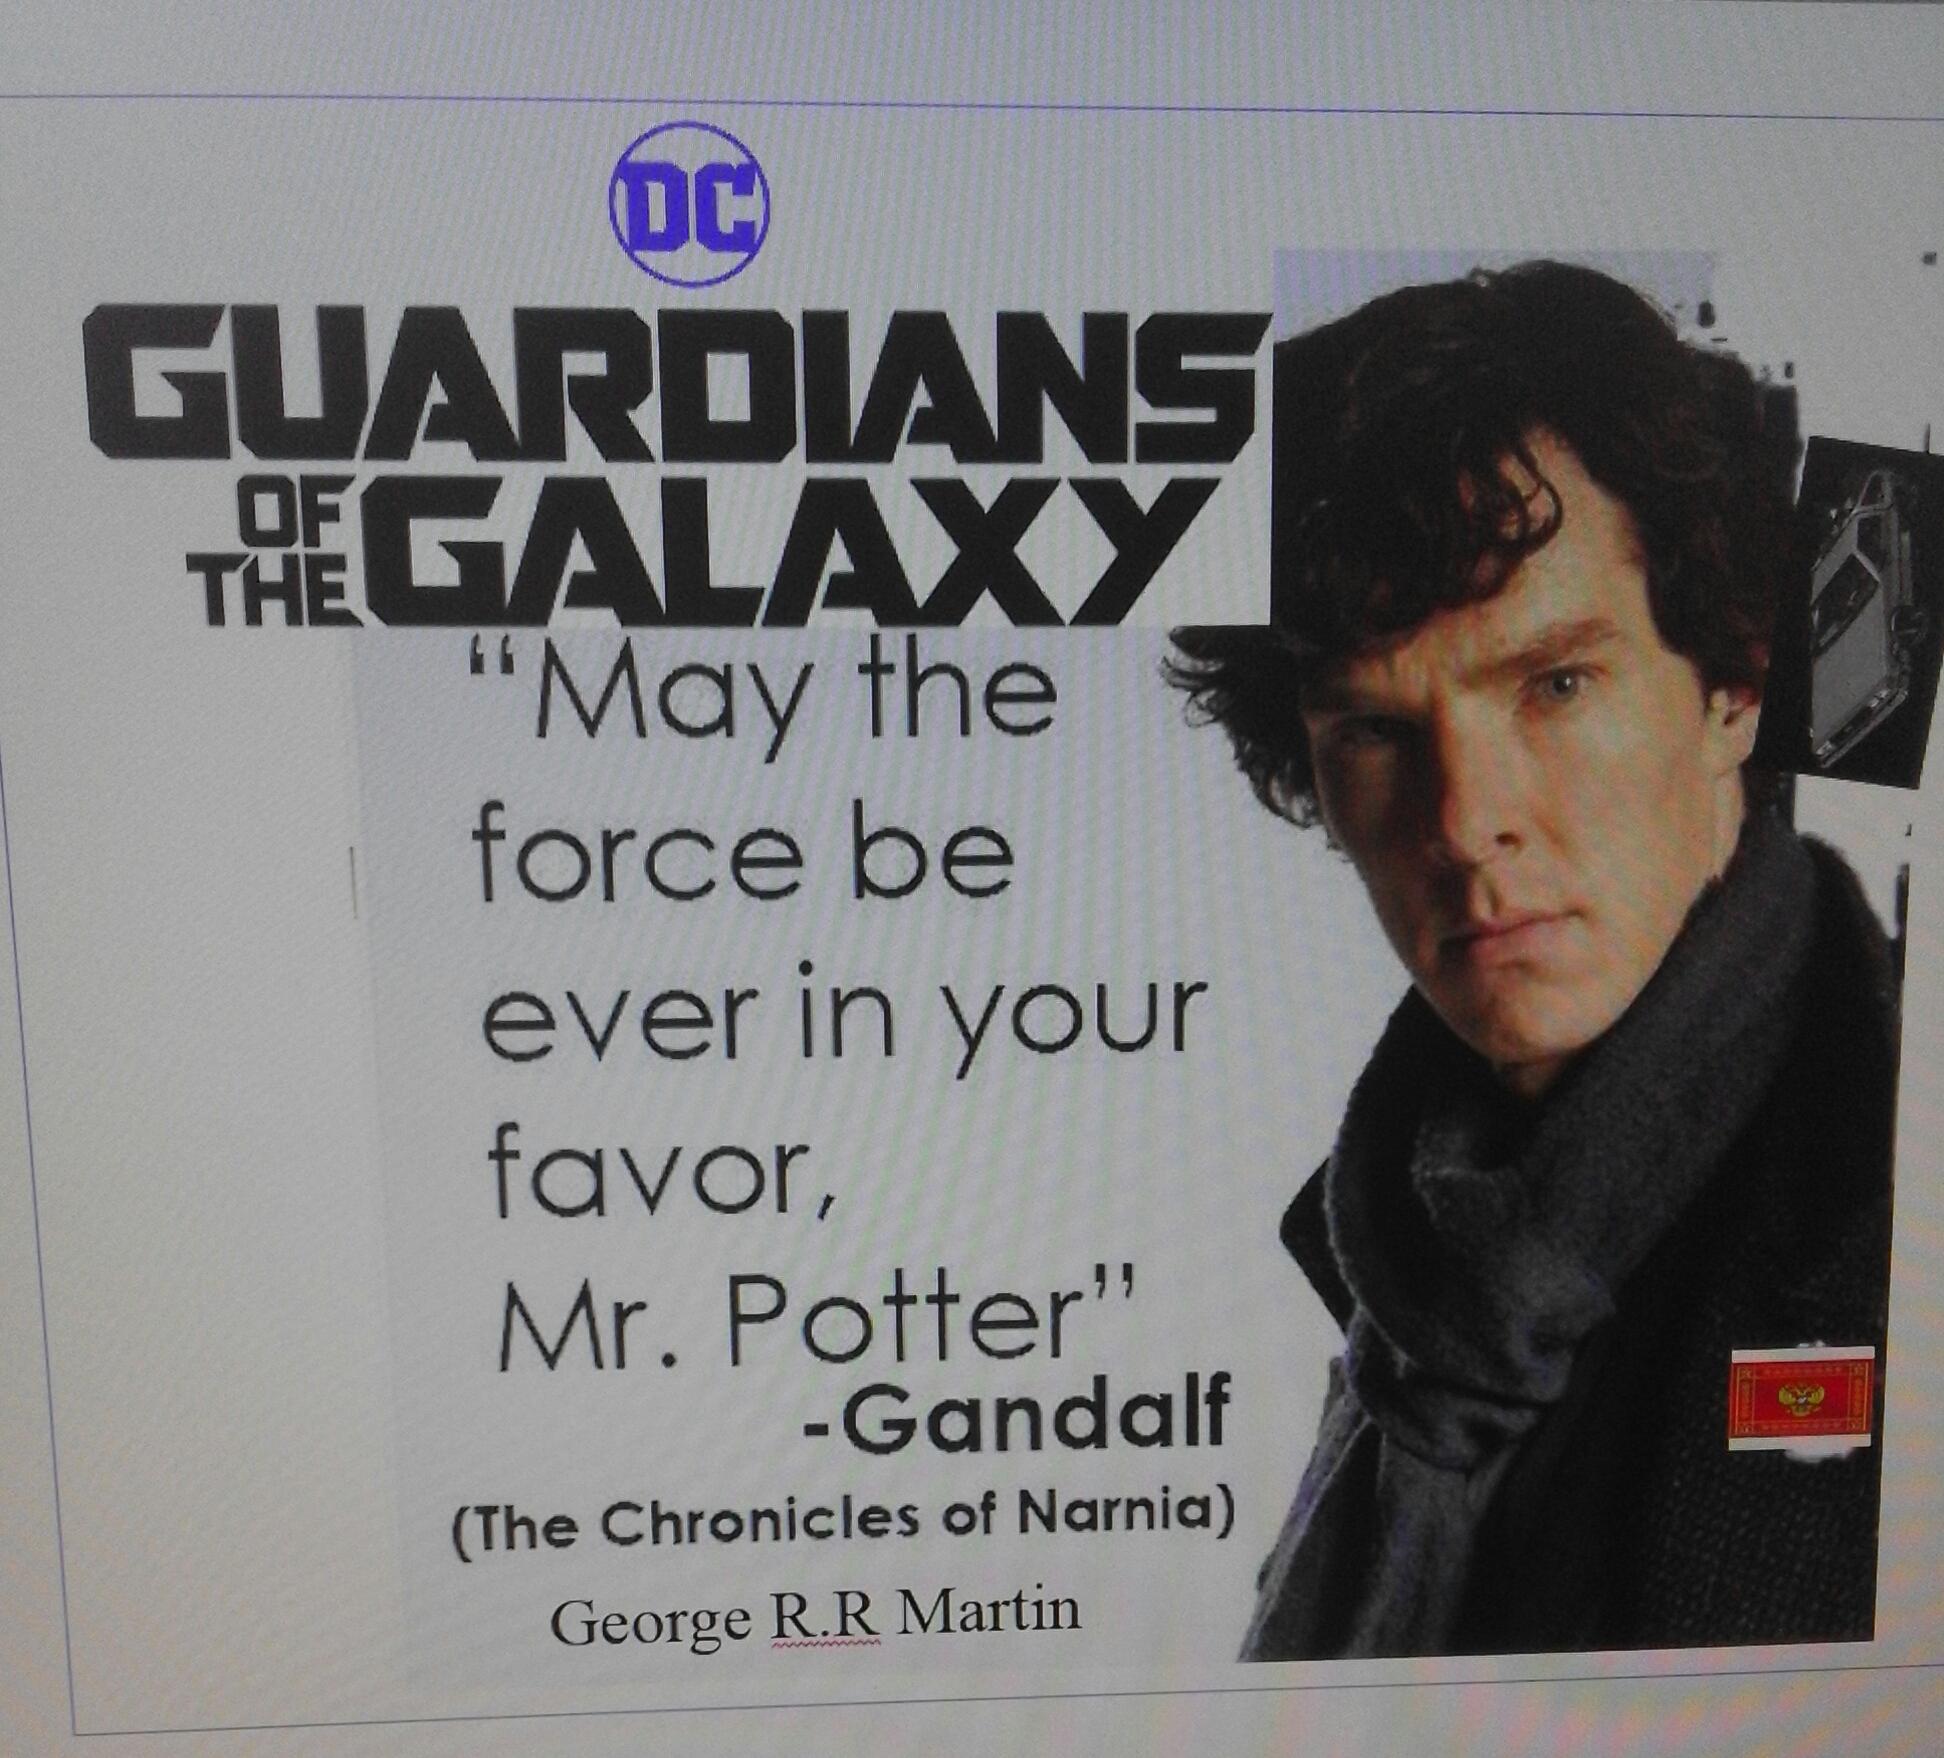 DC
GUARDIANS
OF
THE GALAXY
“May the
force be
ever in your
favor,
Mr. Potter”
-Gandalf
(The Chronicles of Narnia)
George R.R Martin